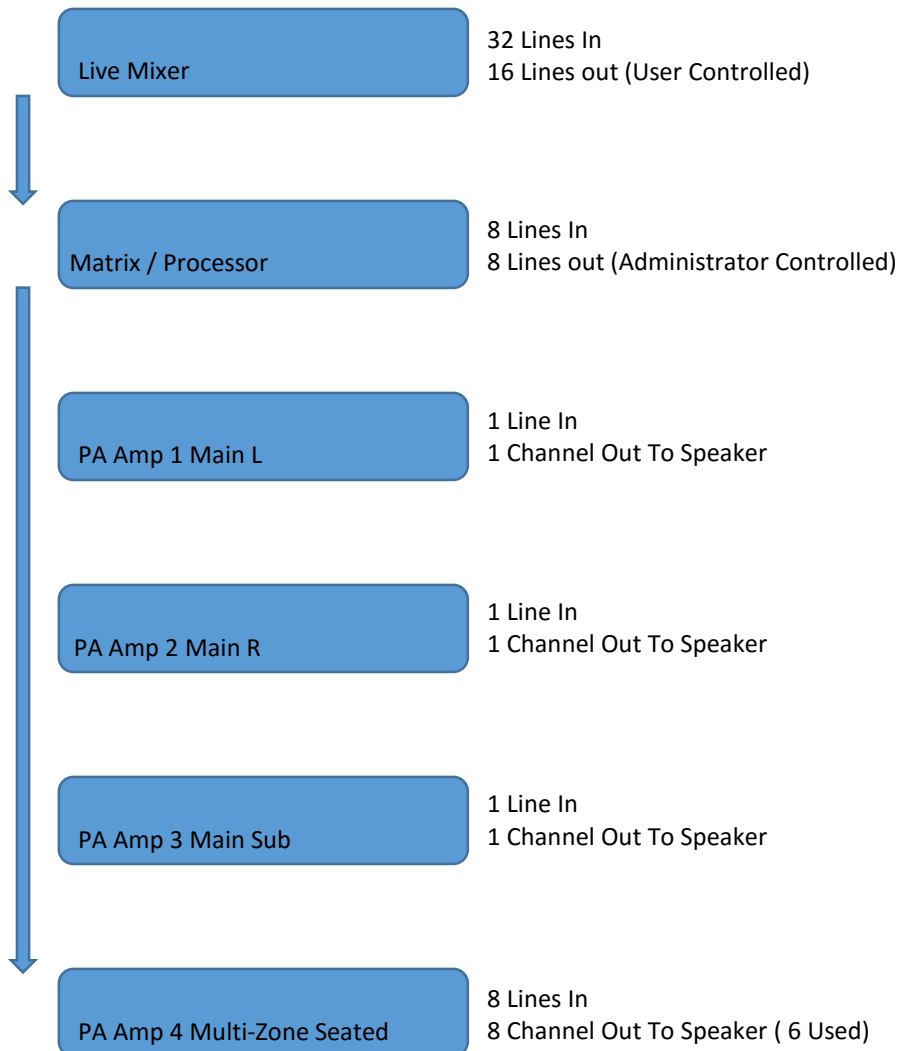 32 Lines In
Live Mixer
16 Lines out (User Controlled)
8 Lines In
Matrix / Processor
8 Lines out (Administrator Controlled)
1 Line In
PA Amp 1 Main L
1 Channel Out To Speaker
1 Line In
PA Amp 2 Main R
1 Channel Out To Speaker
1 Line In
PA Amp 3 Main Sub
1 Channel Out To Speaker
8 Lines In
PA Amp 4 Multi-Zone Seated
8 Channel Out To Speaker ( 6 Used)